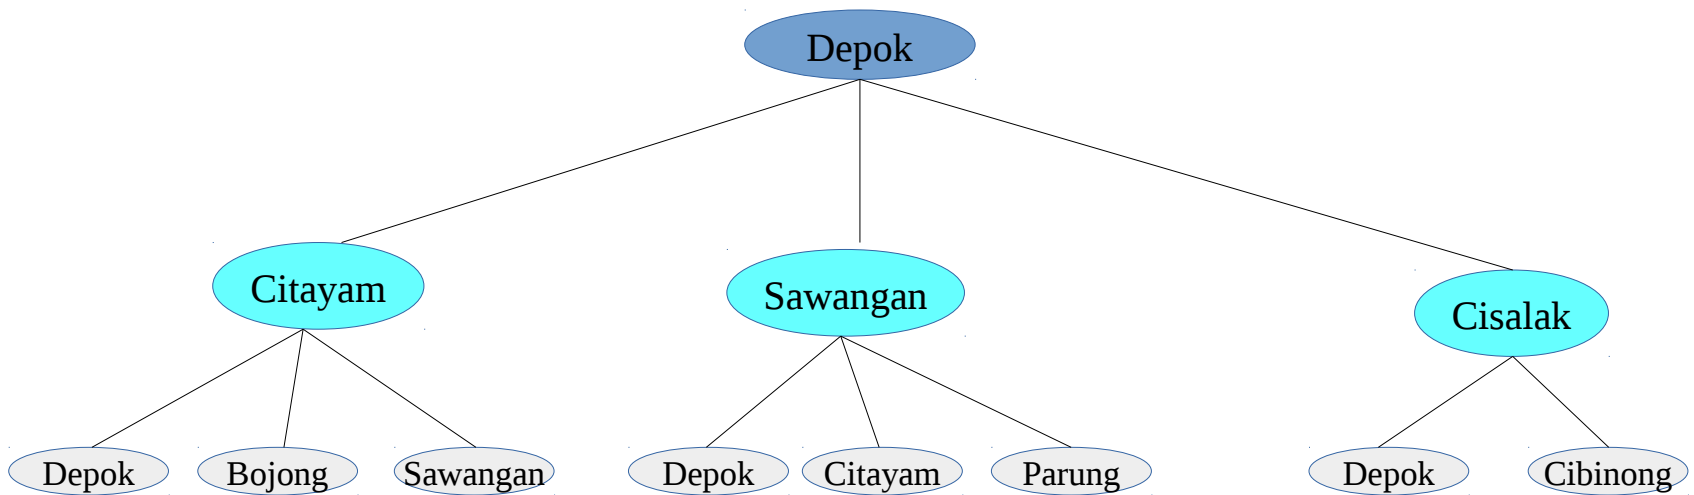 Depok
Citayam
Sawangan
Cisalak
Depok
Bojong
Sawangan
Depok
Citayam
Parung
Depok
Cibinong